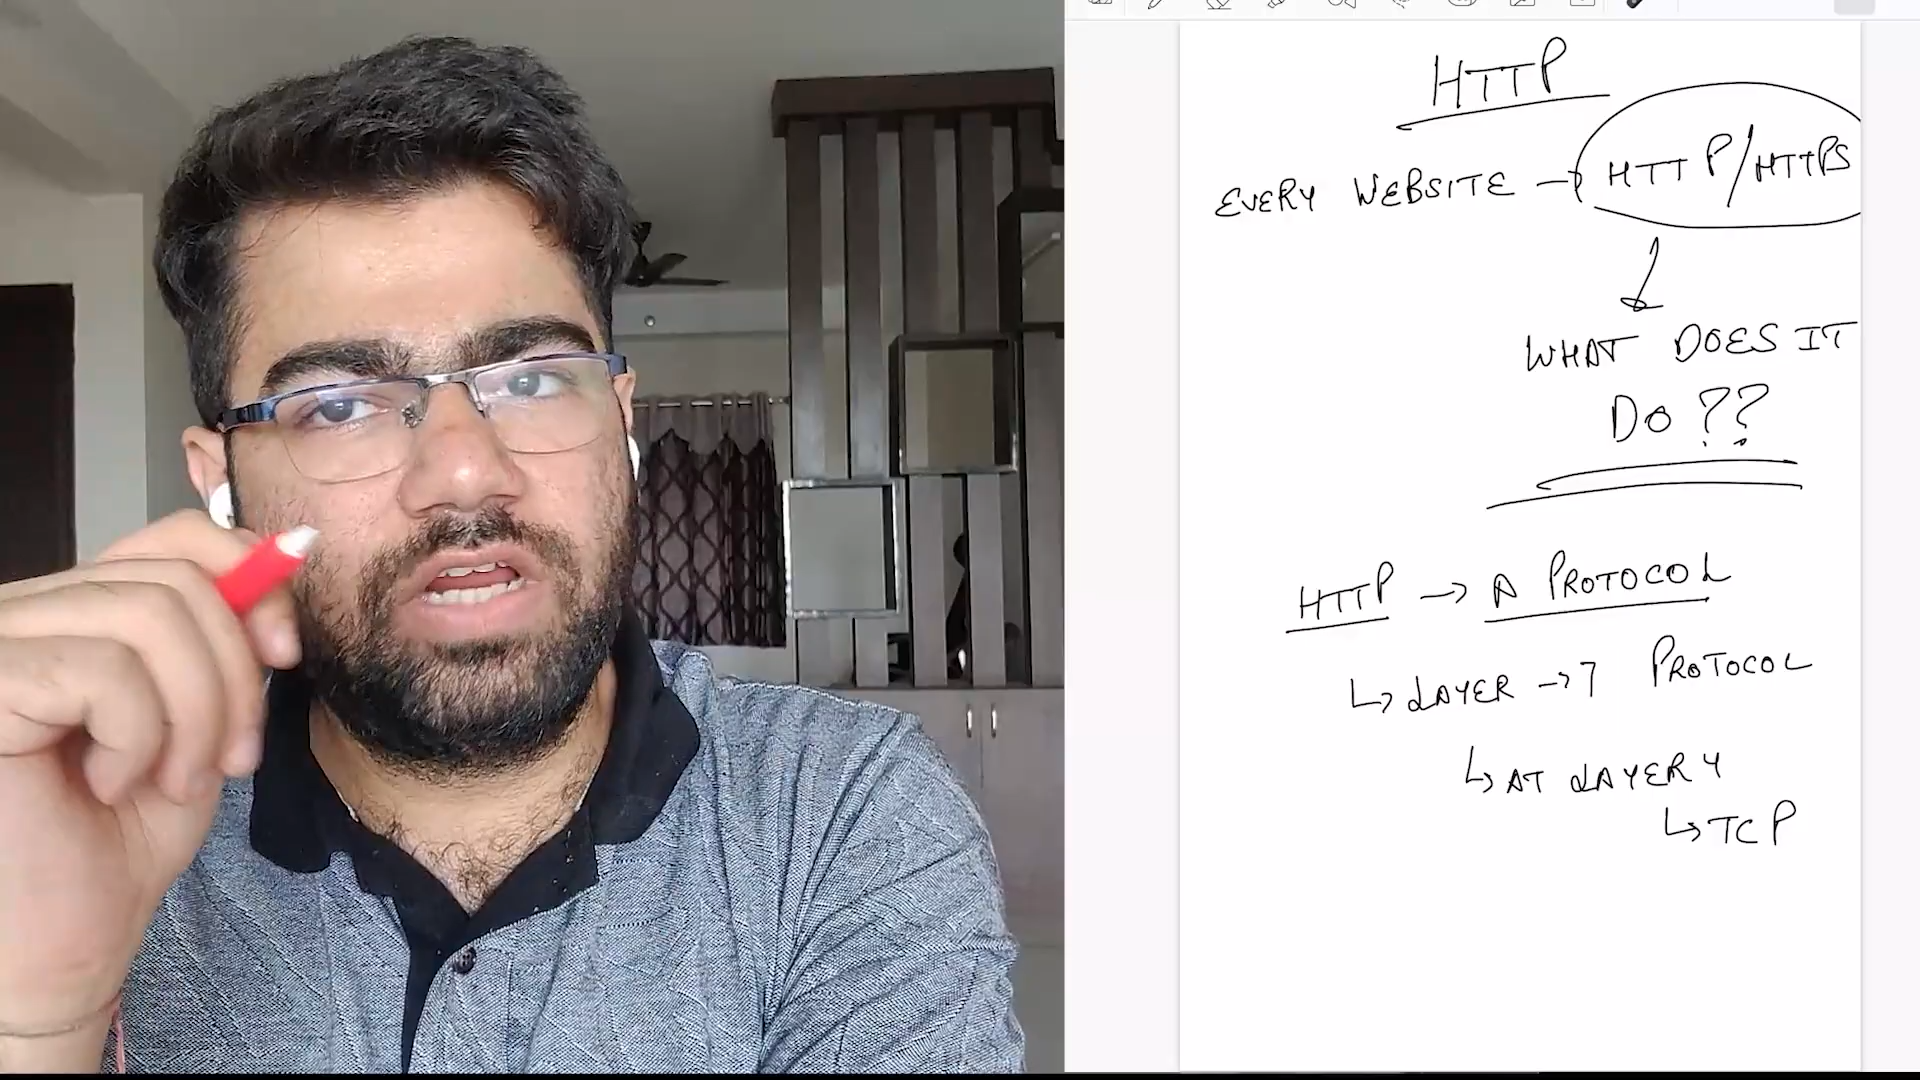 HTTP
EVERY WEBSITE → HTTP/HTTPS
WHAT DOES IT
DO ??
HTTP → A PROTOCOL
↳ LAYER → 7 PROTOCOL
↳ AT LAYER 4
↳ TCP